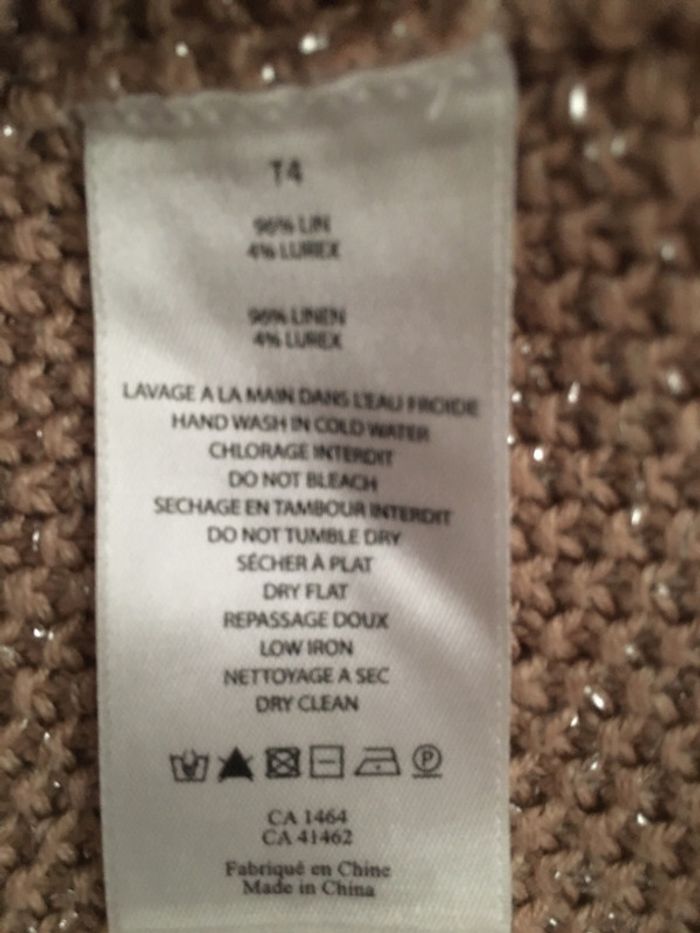 T4
96% LIN
4% LUREX
96% LINEN
4% LUREX
LAVAGE A LA MAIN DANS L'EAU FROIDE
HAND WASH IN COLD WATER
CHLORAGE INTERDIT
DO NOT BLEACH
SECHAGE EN TAMBOUR INTERDIT
DO NOT TUMBLE DRY
SÉCHER À PLAT
DRY FLAT
REPASSAGE DOUX
LOW IRON
NETTOYAGE A SEC
DRY CLEAN
P
CA 1464
CA 41462
Fabriqué en Chine
Made in China